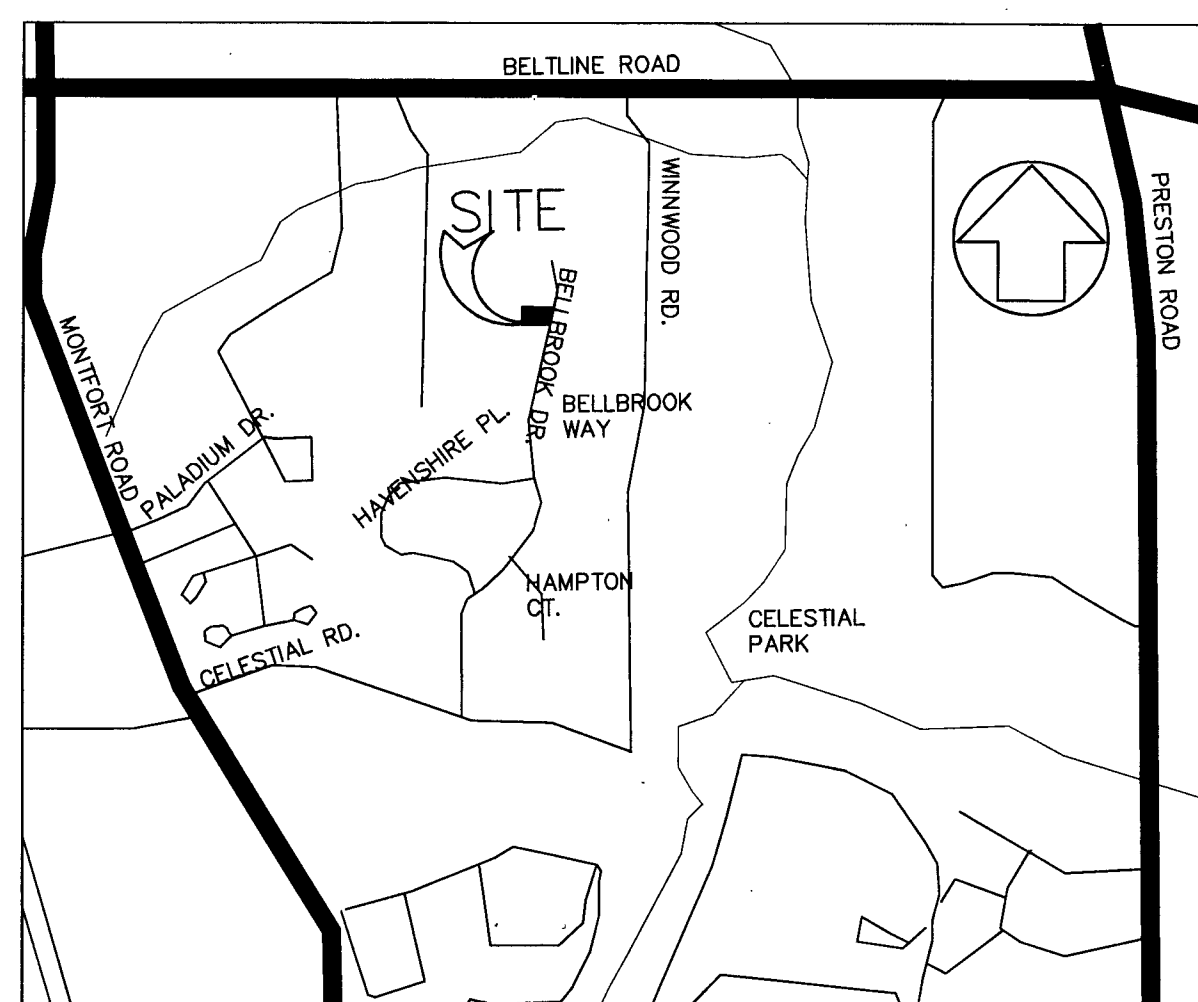 BELTLINE ROAD
SITE
WINNWOOD RD.
PRESTON ROAD
BELLBROOK DR.
MONTFORT ROAD
PALADIUM DR.
HAVENSHIRE PL.
BELLBROOK
WAY
HAMPTON
CT.
CELESTIAL
PARK
CELESTIAL RD.